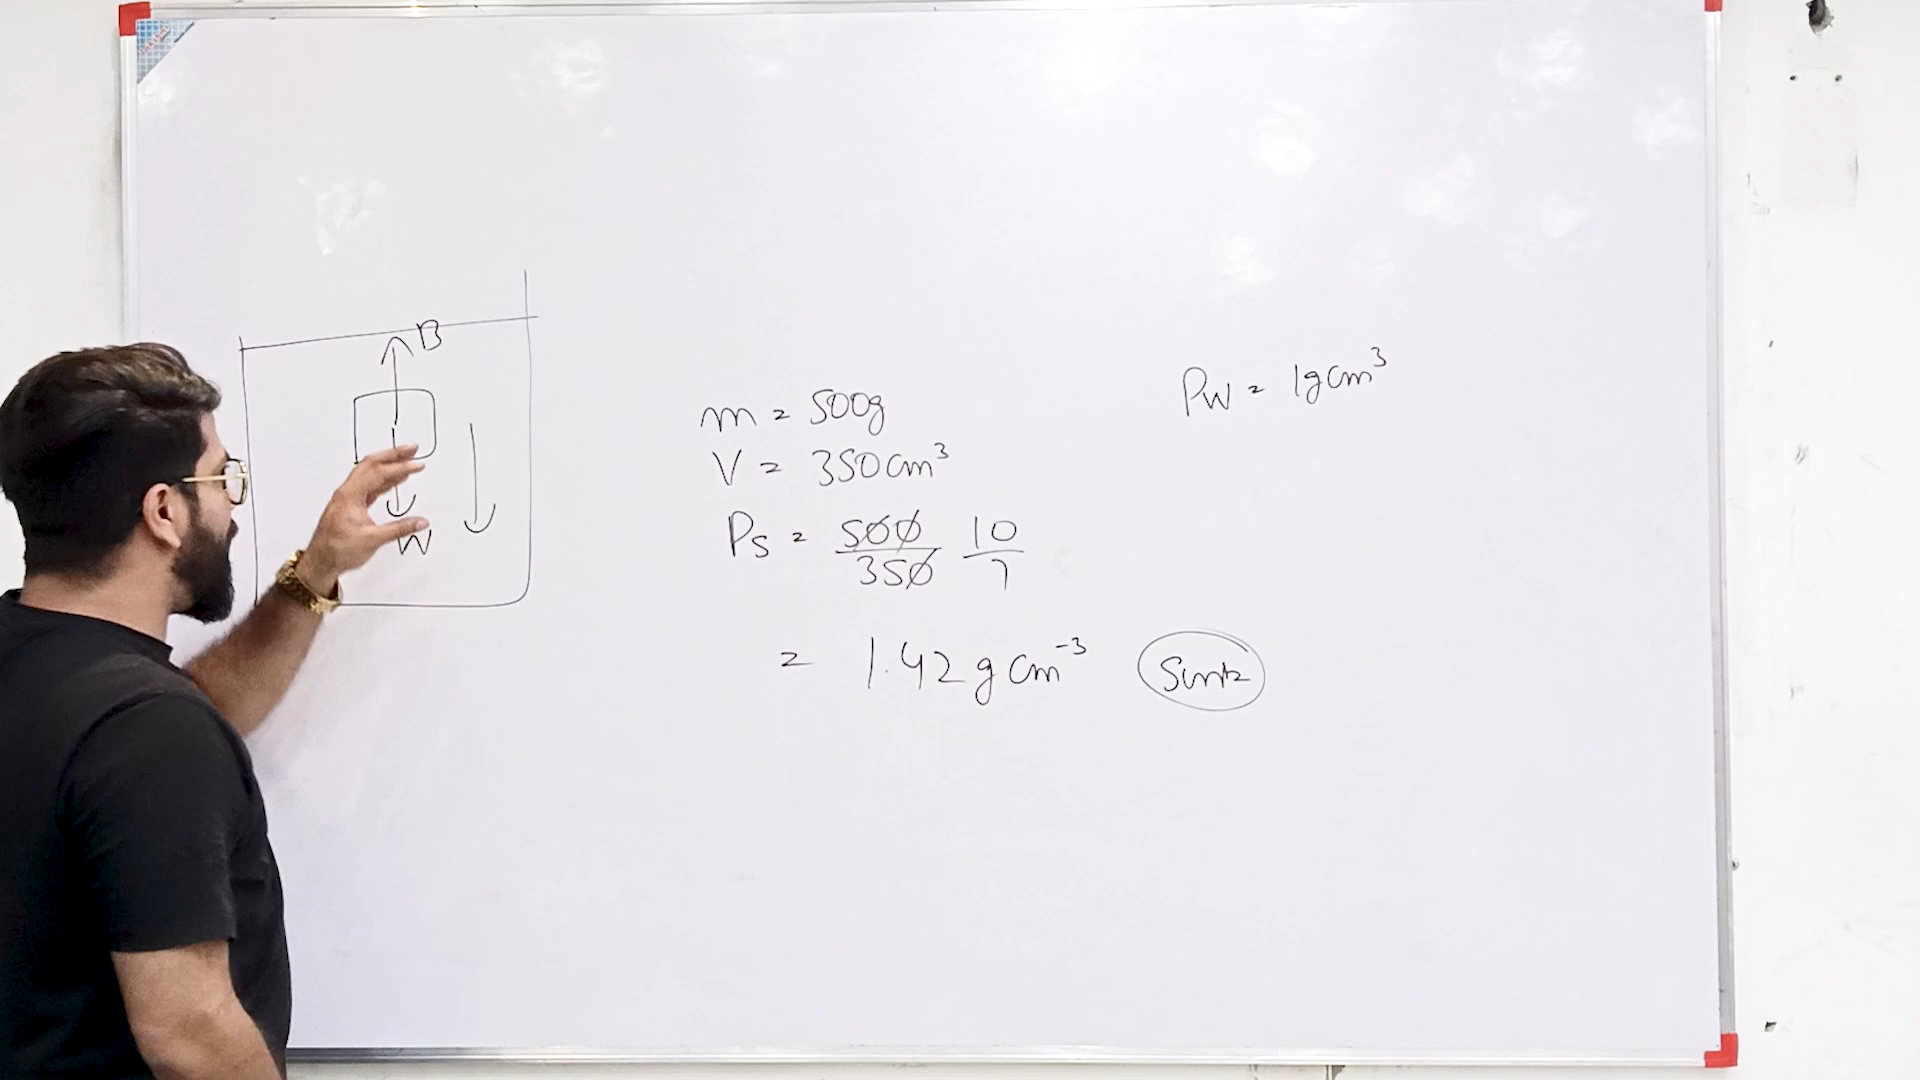 B
W
m = 500g
V = 350cm³
Ps = 500/350 10/7
= 1.42 g cm⁻³
Sink
Pw = 1gcm³